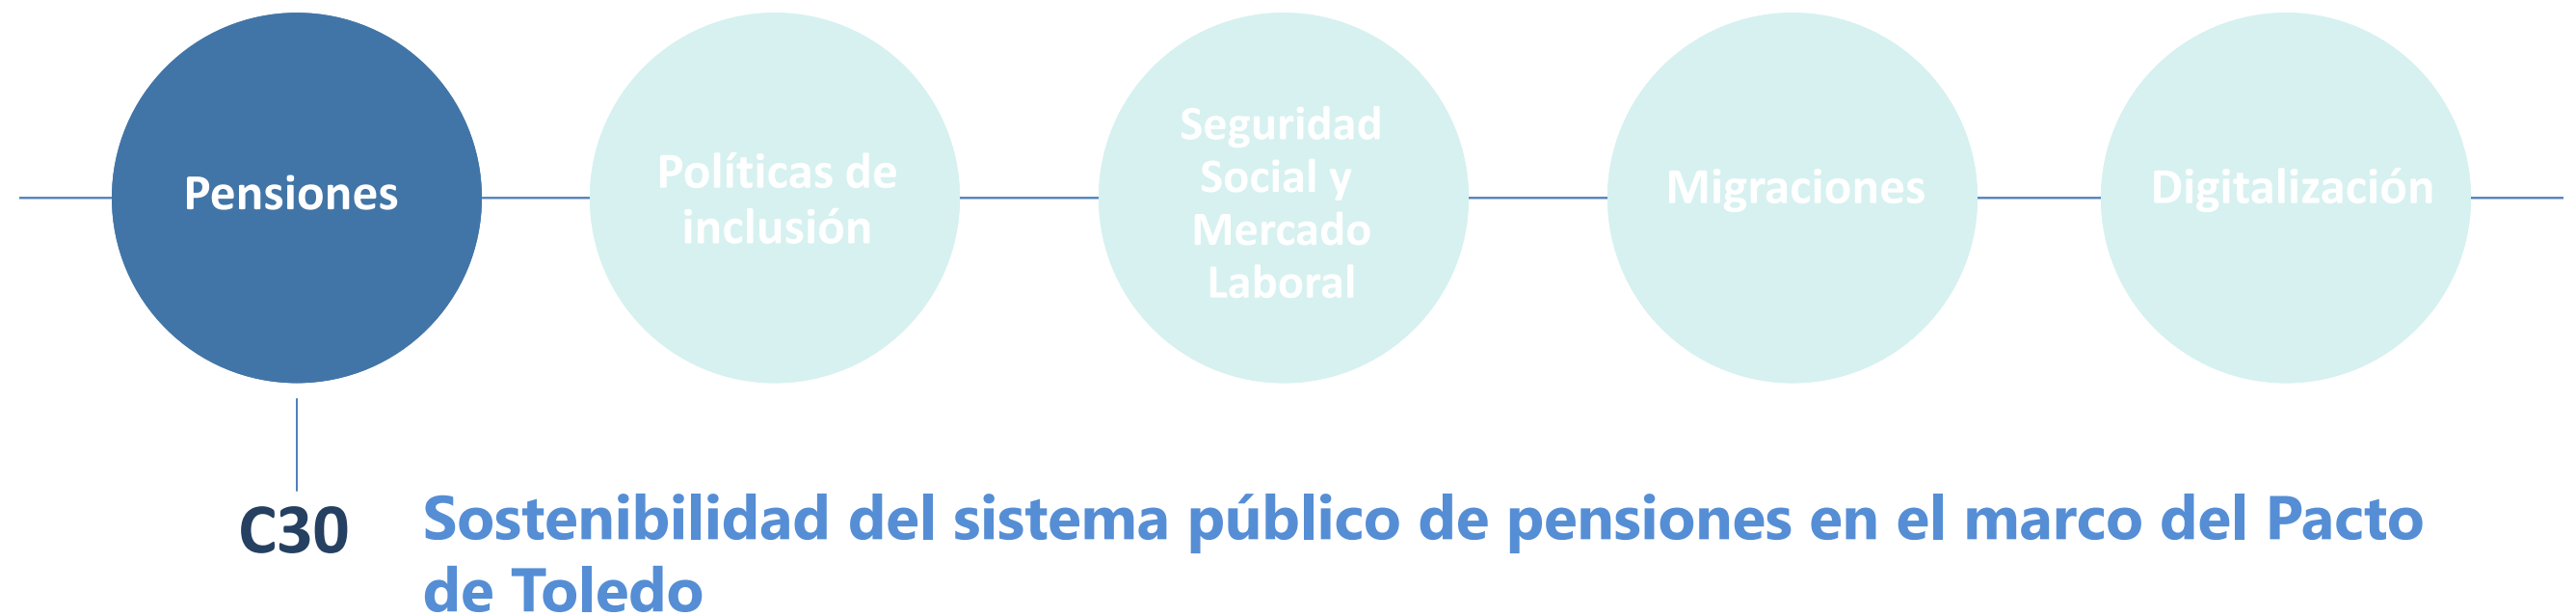 Pensiones
Políticas de
inclusión
Seguridad
Social y
Mercado
Laboral
Migraciones
Digitalización
C30
Sostenibilidad del sistema público de pensiones en el marco del Pacto
de Toledo